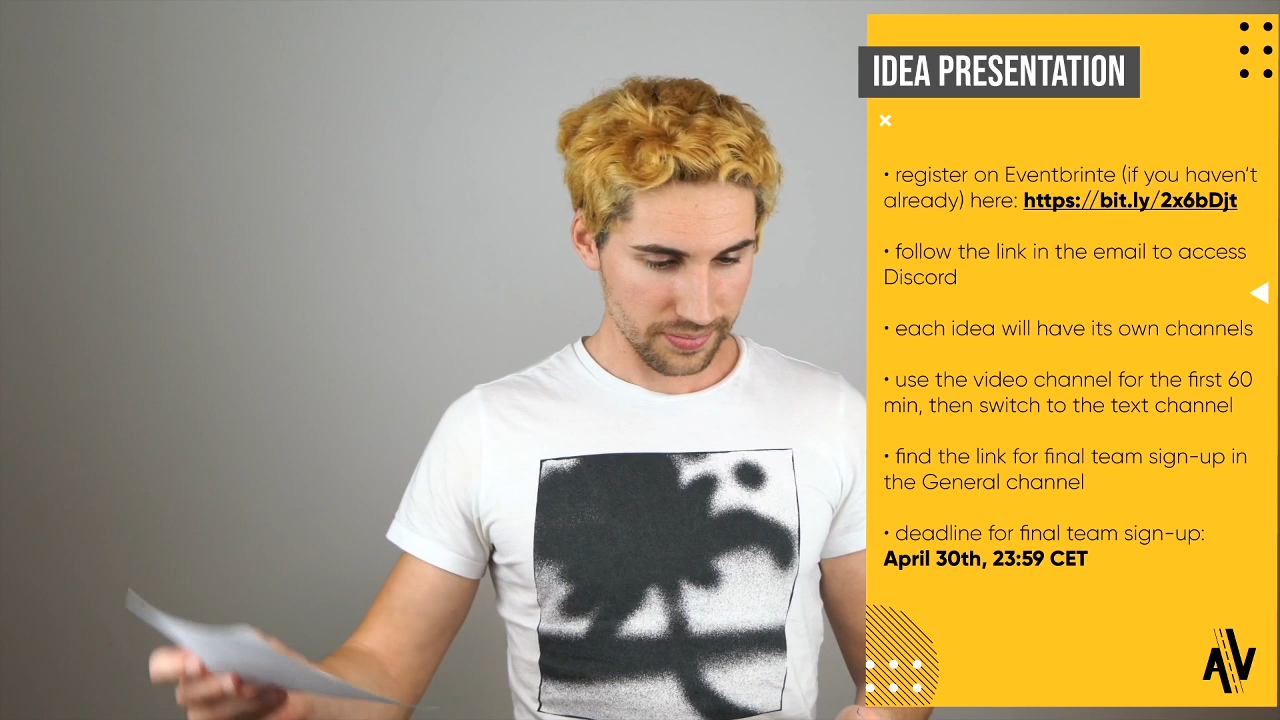 IDEA PRESENTATION
• register on Eventbrinte (if you haven't
already) here: https://bit.ly/2x6bDjt
• follow the link in the email to access
Discord
• each idea will have its own channels
• use the video channel for the first 60
min, then switch to the text channel
• find the link for final team sign-up in
the General channel
• deadline for final team sign-up:
April 30th, 23:59 CET
AV